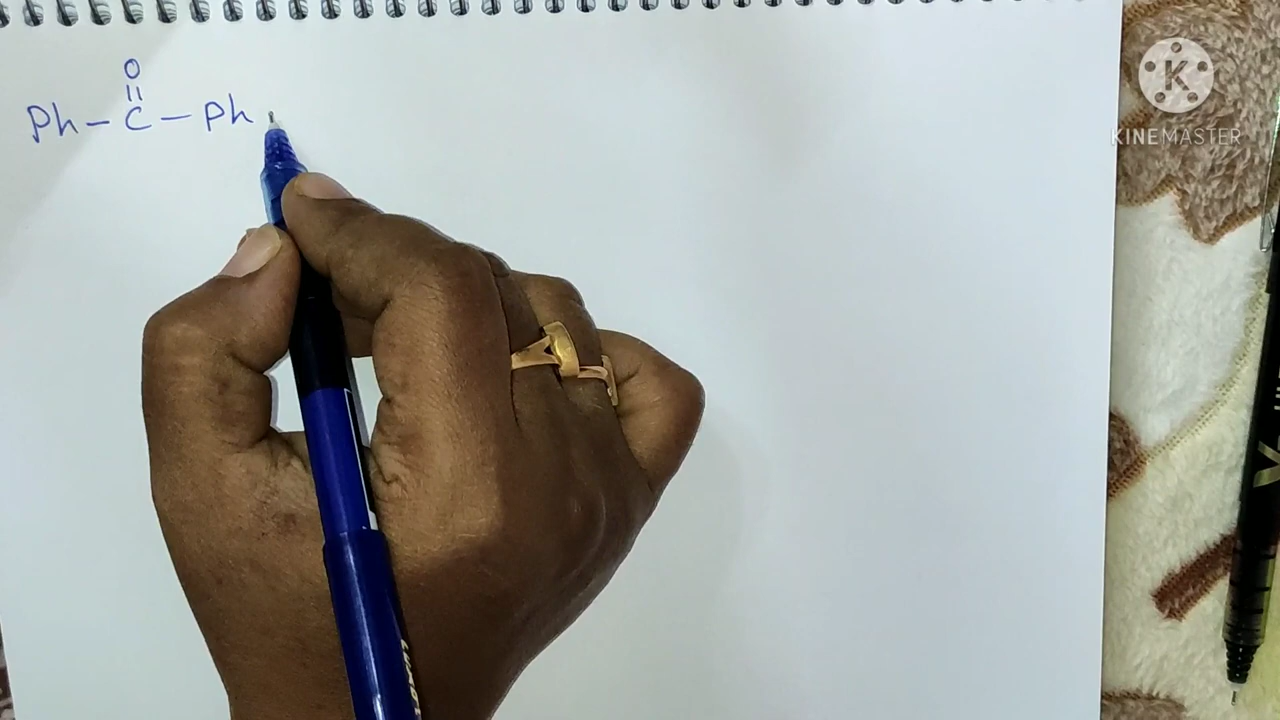 O
||
Ph – C – Ph
K
KINEMASTER